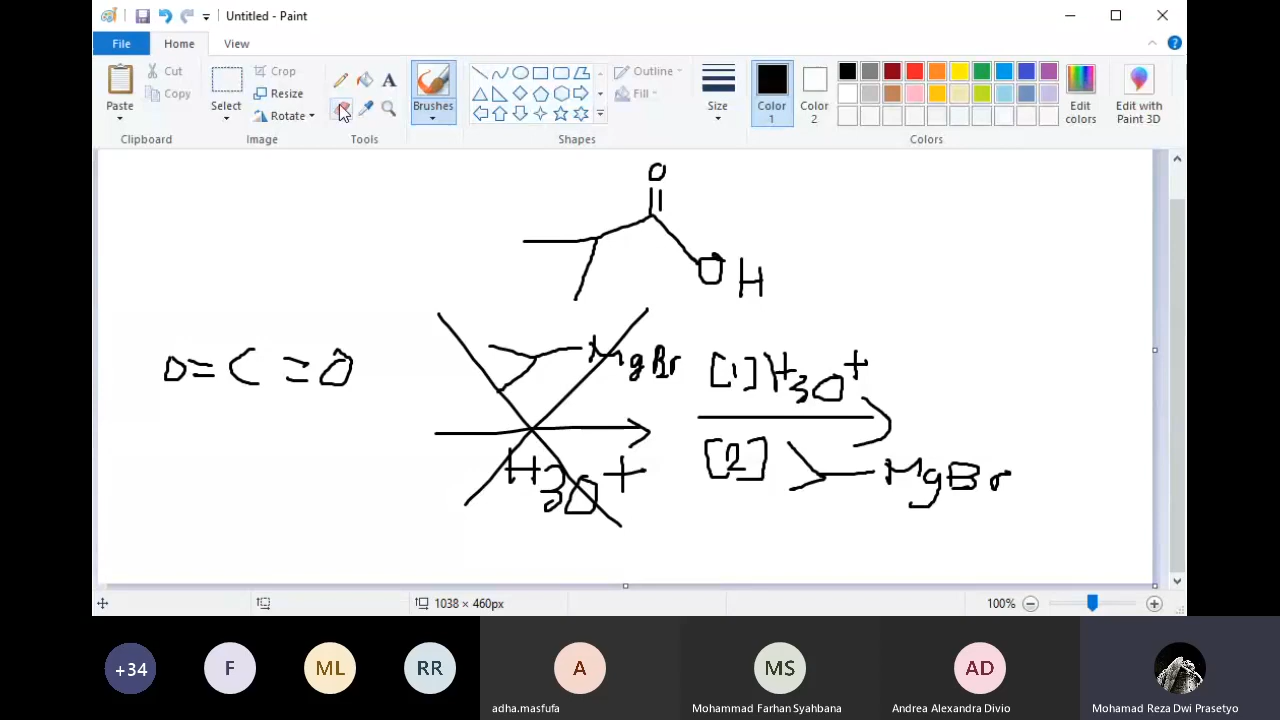 Untitled - Paint
File Home View
Paste
Cut
Copy
Clipboard
Select
Crop
Resize
Rotate
Image
A
Tools
Brushes
Shapes
Outline
Fill
Size
Color 1
Color 2
Edit colors
Edit with Paint 3D
Colors
O
OH
O=C=O
MgBr
H3O+
[1] H3O+
[2] MgBr
1038 × 460px
100%
+34
F
ML
RR
A
MS
AD
adha.masfufa
Mohammad Farhan Syahbana
Andrea Alexandra Divio
Mohamad Reza Dwi Prasetyo